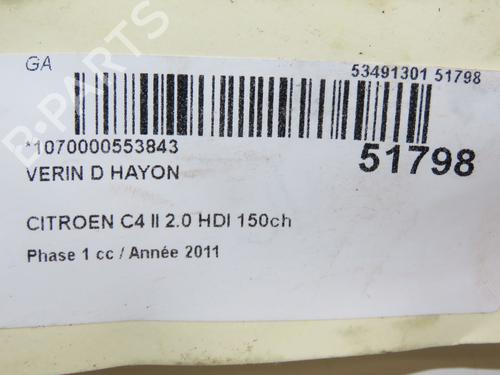 GA
53491301 51798
*1070000553843
51798
VERIN D HAYON
CITROEN C4 II 2.0 HDI 150ch
Phase 1 cc / Année 2011
B-PARTS